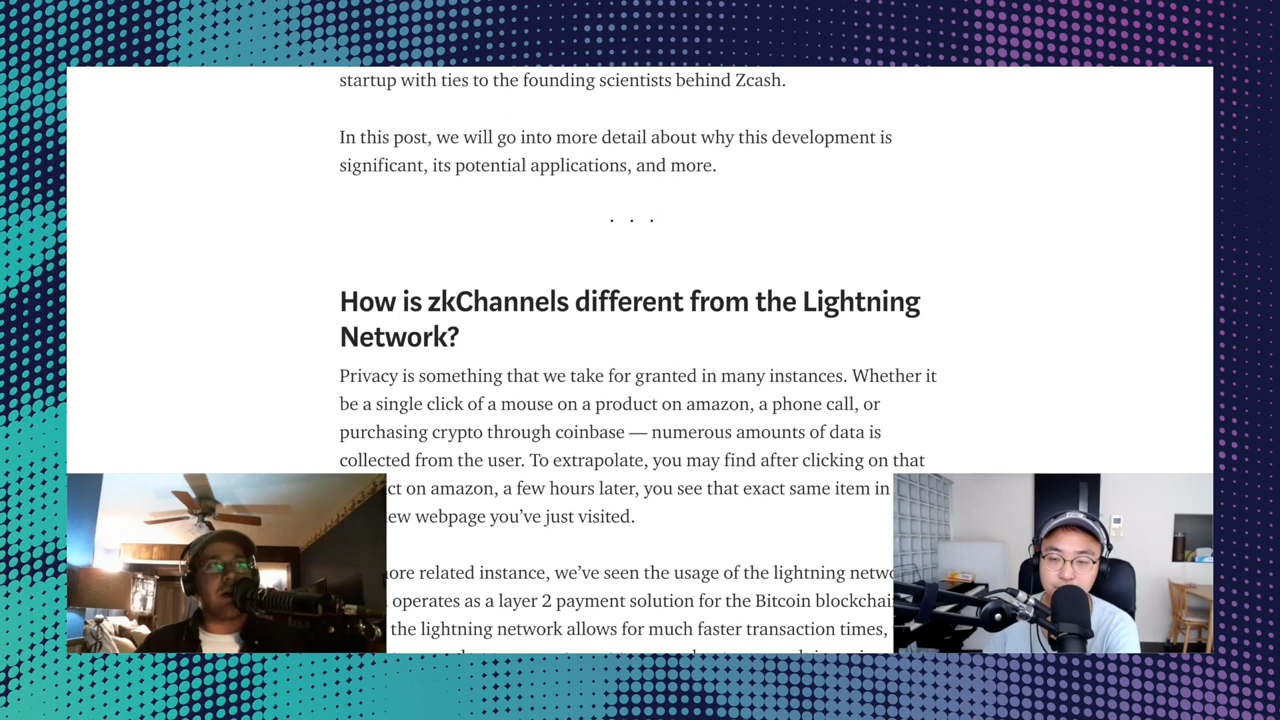 startup with ties to the founding scientists behind Zcash.
In this post, we will go into more detail about why this development is
significant, its potential applications, and more.
. . .
How is zkChannels different from the Lightning
Network?
Privacy is something that we take for granted in many instances. Whether it
be a single click of a mouse on a product on amazon, a phone call, or
purchasing crypto through coinbase — numerous amounts of data is
collected from the user. To extrapolate, you may find after clicking on that
on amazon, a few hours later, you see that exact same item in
webpage you’ve just visited.
related instance, we’ve seen the usage of the lightning
operates as a layer 2 payment solution for the Bitcoin
the lightning network allows for much faster transaction times,